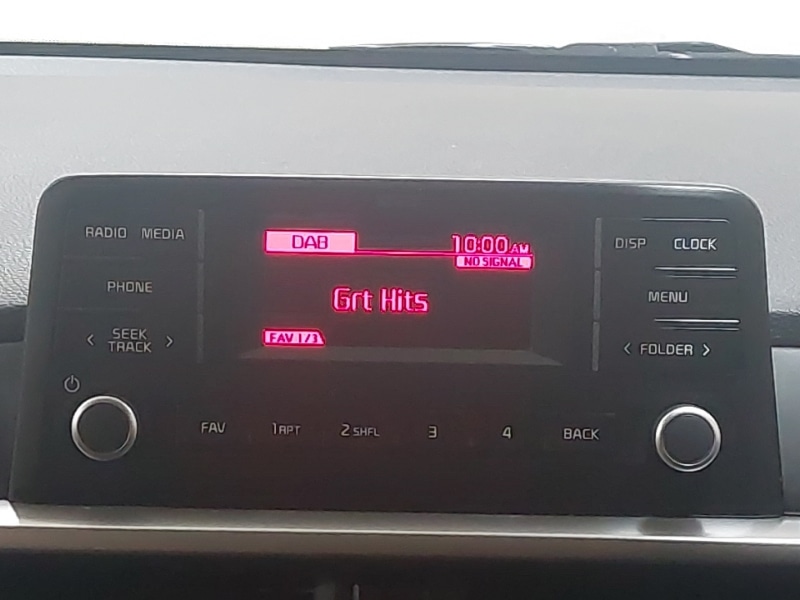 RADIO MEDIA
DAB 10:00 AM
NO SIGNAL
DISP CLOCK
PHONE
Grt Hits
MENU
SEEK
TRACK
FAV 1/3
< > < FOLDER >
FAV 1 RPT 2 SHFL 3 4 BACK